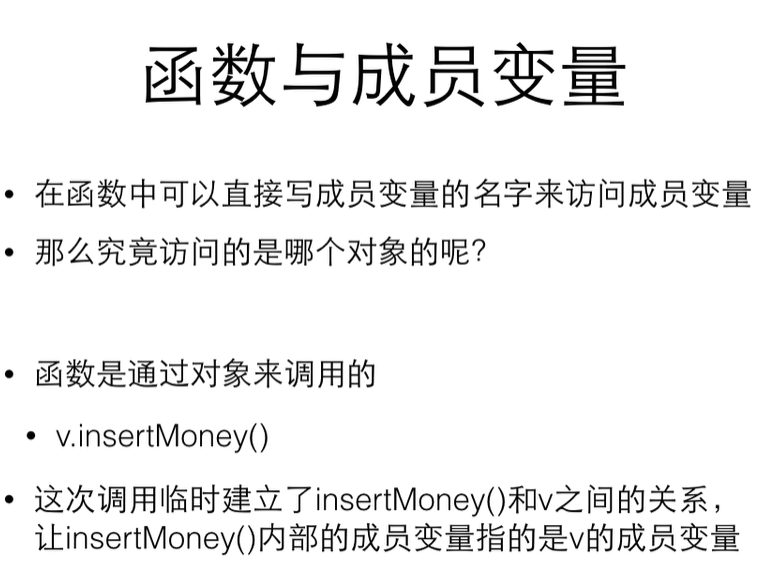 函数与成员变量
• 在函数中可以直接写成员变量的名字来访问成员变量
• 那么究竟访问的是哪个对象的呢？
• 函数是通过对象来调用的
• v.insertMoney()
• 这次调用临时建立了insertMoney()和v之间的关系，
让insertMoney()内部的成员变量指的是v的成员变量